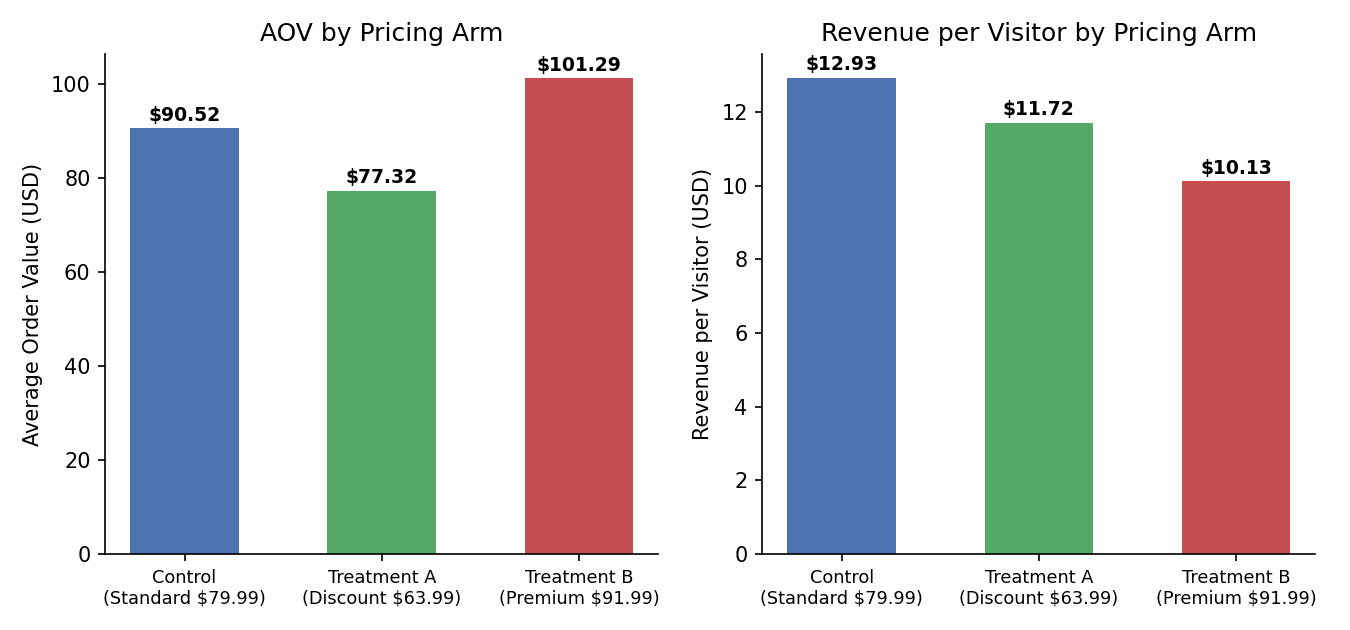 AOV by Pricing Arm
Average Order Value (USD)
100
80
60
40
20
0
$90.52
$77.32
$101.29
Control
(Standard $79.99)
Treatment A
(Discount $63.99)
Treatment B
(Premium $91.99)
Revenue per Visitor by Pricing Arm
Revenue per Visitor (USD)
12
10
8
6
4
2
0
$12.93
$11.72
$10.13
Control
(Standard $79.99)
Treatment A
(Discount $63.99)
Treatment B
(Premium $91.99)